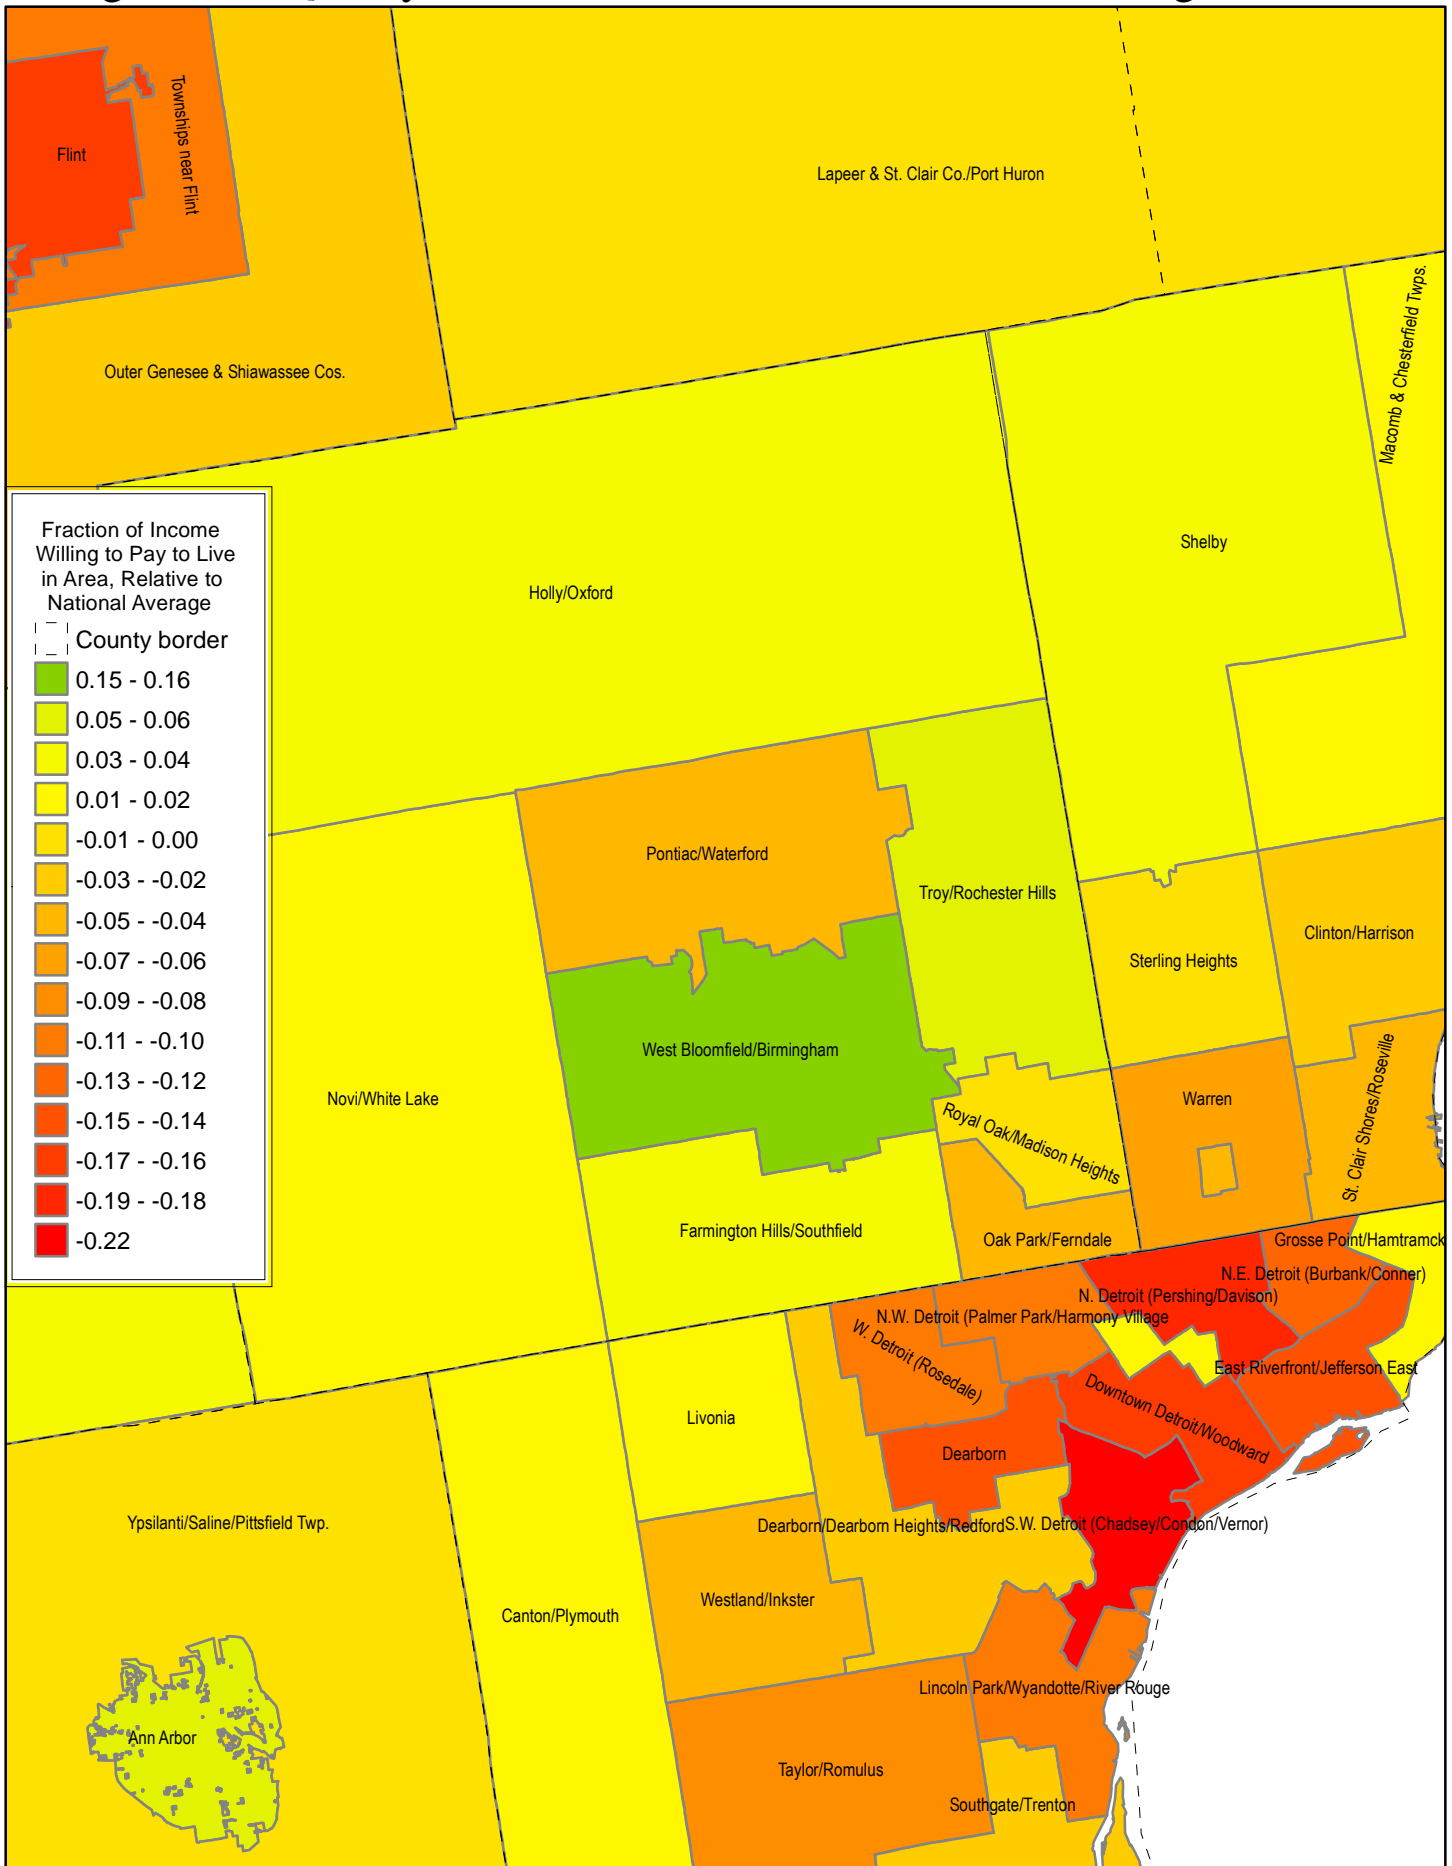 Flint
Townships near Flint
Lapeer & St. Clair Co./Port Huron
Macomb & Chesterfield Twps.
Outer Genesee & Shiawassee Cos.
Shelby
Holly/Oxford
Fraction of Income
Willing to Pay to Live
in Area, Relative to
National Average
County border
0.15 - 0.16
0.05 - 0.06
0.03 - 0.04
0.01 - 0.02
-0.01 - 0.00
-0.03 - -0.02
-0.05 - -0.04
-0.07 - -0.06
-0.09 - -0.08
-0.11 - -0.10
-0.13 - -0.12
-0.15 - -0.14
-0.17 - -0.16
-0.19 - -0.18
-0.22
Pontiac/Waterford
Troy/Rochester Hills
Clinton/Harrison
Sterling Heights
West Bloomfield/Birmingham
Novi/White Lake
Warren
Royal Oak/Madison Heights
St. Clair Shores/Roseville
Farmington Hills/Southfield
Oak Park/Ferndale
Grosse Point/Hamtramck
N.E. Detroit (Burbank/Conner)
N. Detroit (Pershing/Davison)
N.W. Detroit (Palmer Park/Harmony Village
W. Detroit (Rosedale)
East Riverfront/Jefferson East
Downtown Detroit/Woodward
Livonia
Dearborn
Ypsilanti/Saline/Pittsfield Twp.
Dearborn/Dearborn Heights/Redford
S.W. Detroit (Chadsey/Condon/Vernor)
Westland/Inkster
Canton/Plymouth
Lincoln Park/Wyandotte/River Rouge
Ann Arbor
Taylor/Romulus
Southgate/Trenton